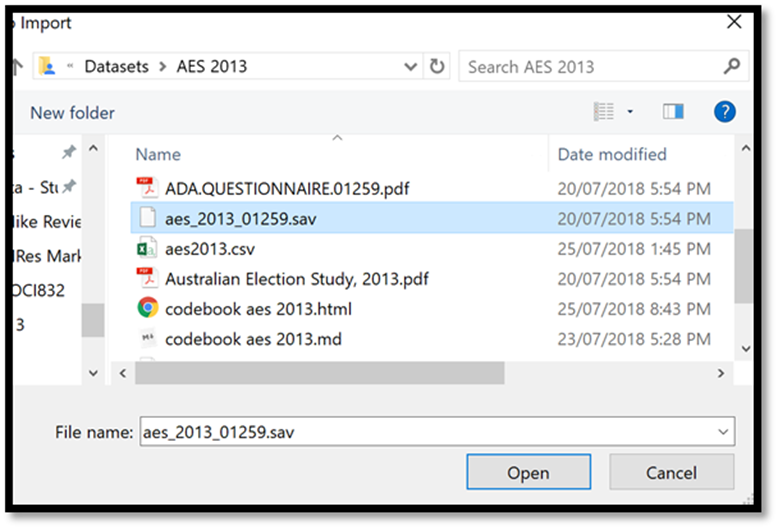 Import
« Datasets > AES 2013
Search AES 2013
New folder
Name
Date modified
ADA.QUESTIONNAIRE.01259.pdf 20/07/2018 5:54 PM
aes_2013_01259.sav 20/07/2018 5:54 PM
aes2013.csv 25/07/2018 1:45 PM
Australian Election Study, 2013.pdf 20/07/2018 5:54 PM
codebook aes 2013.html 25/07/2018 8:43 PM
codebook aes 2013.md 23/07/2018 5:28 PM
ta - Stu
like Revie
Res Mark
OCI832
3
File name: aes_2013_01259.sav
Open
Cancel